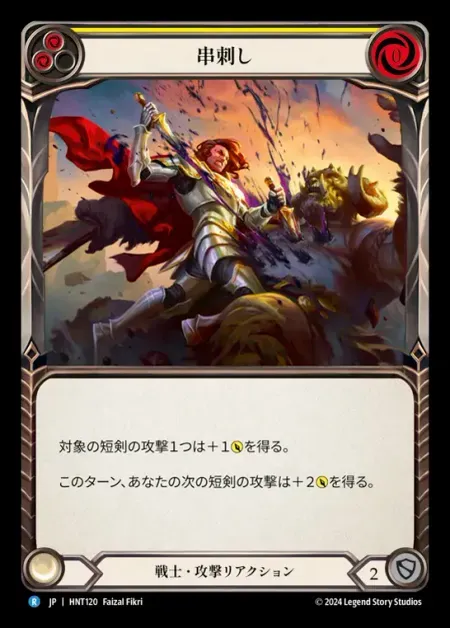 串刺し
0
対象の短剣の攻撃1つは+1を得る。
このターン、あなたの次の短剣の攻撃は+2を得る。
戦士・攻撃リアクション
2
R JP | HNT120 Faizal Fikri
© 2024 Legend Story Studios